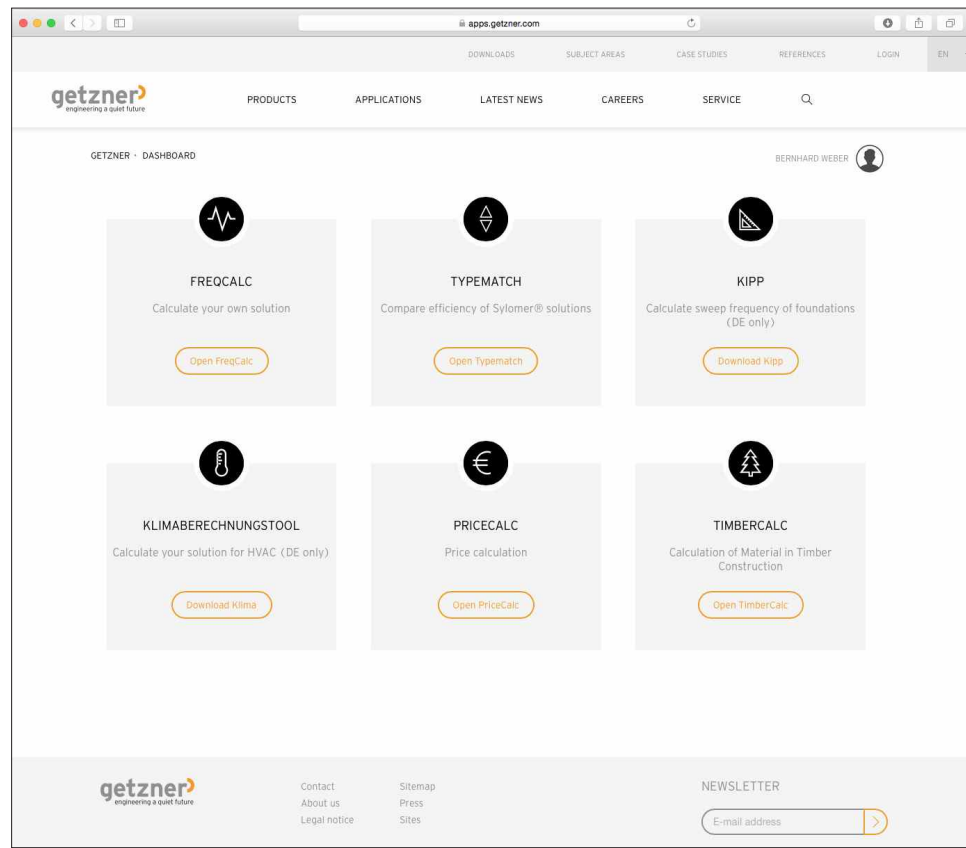 apps.getzner.com
DOWNLOADS SUBJECT AREAS CASE STUDIES REFERENCES LOGIN EN
getzner
engineering a quiet future
PRODUCTS APPLICATIONS LATEST NEWS CAREERS SERVICE
GETZNER · DASHBOARD
BERNHARD WEBER
FREQCALC
Calculate your own solution
Open FreqCalc
TYPEMATCH
Compare efficiency of Sylomer® solutions
Open Typematch
KIPP
Calculate sweep frequency of foundations
(DE only)
Download Kipp
KLIMABERECHNUNGSTOOL
Calculate your solution for HVAC (DE only)
Download Klima
€
PRICECALC
Price calculation
Open PriceCalc
TIMBERCALC
Calculation of Material in Timber
Construction
Open TimberCalc
getzner
engineering a quiet future
Contact
About us
Legal notice
Sitemap
Press
Sites
NEWSLETTER
E-mail address